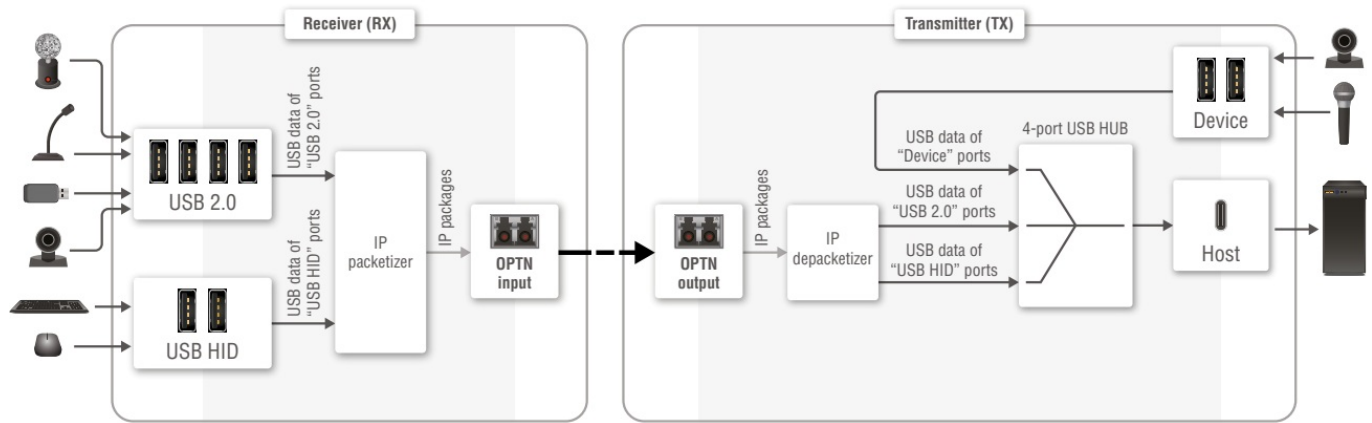 Receiver (RX)
USB 2.0
USB HID
USB data of
“USB 2.0” ports
USB data of
“USB HID” ports
IP
packetizer
IP packages
OPTN
input
Transmitter (TX)
OPTN
output
IP packages
IP
depacketizer
USB data of
“Device” ports
USB data of
“USB 2.0” ports
USB data of
“USB HID” ports
4-port USB HUB
Device
Host